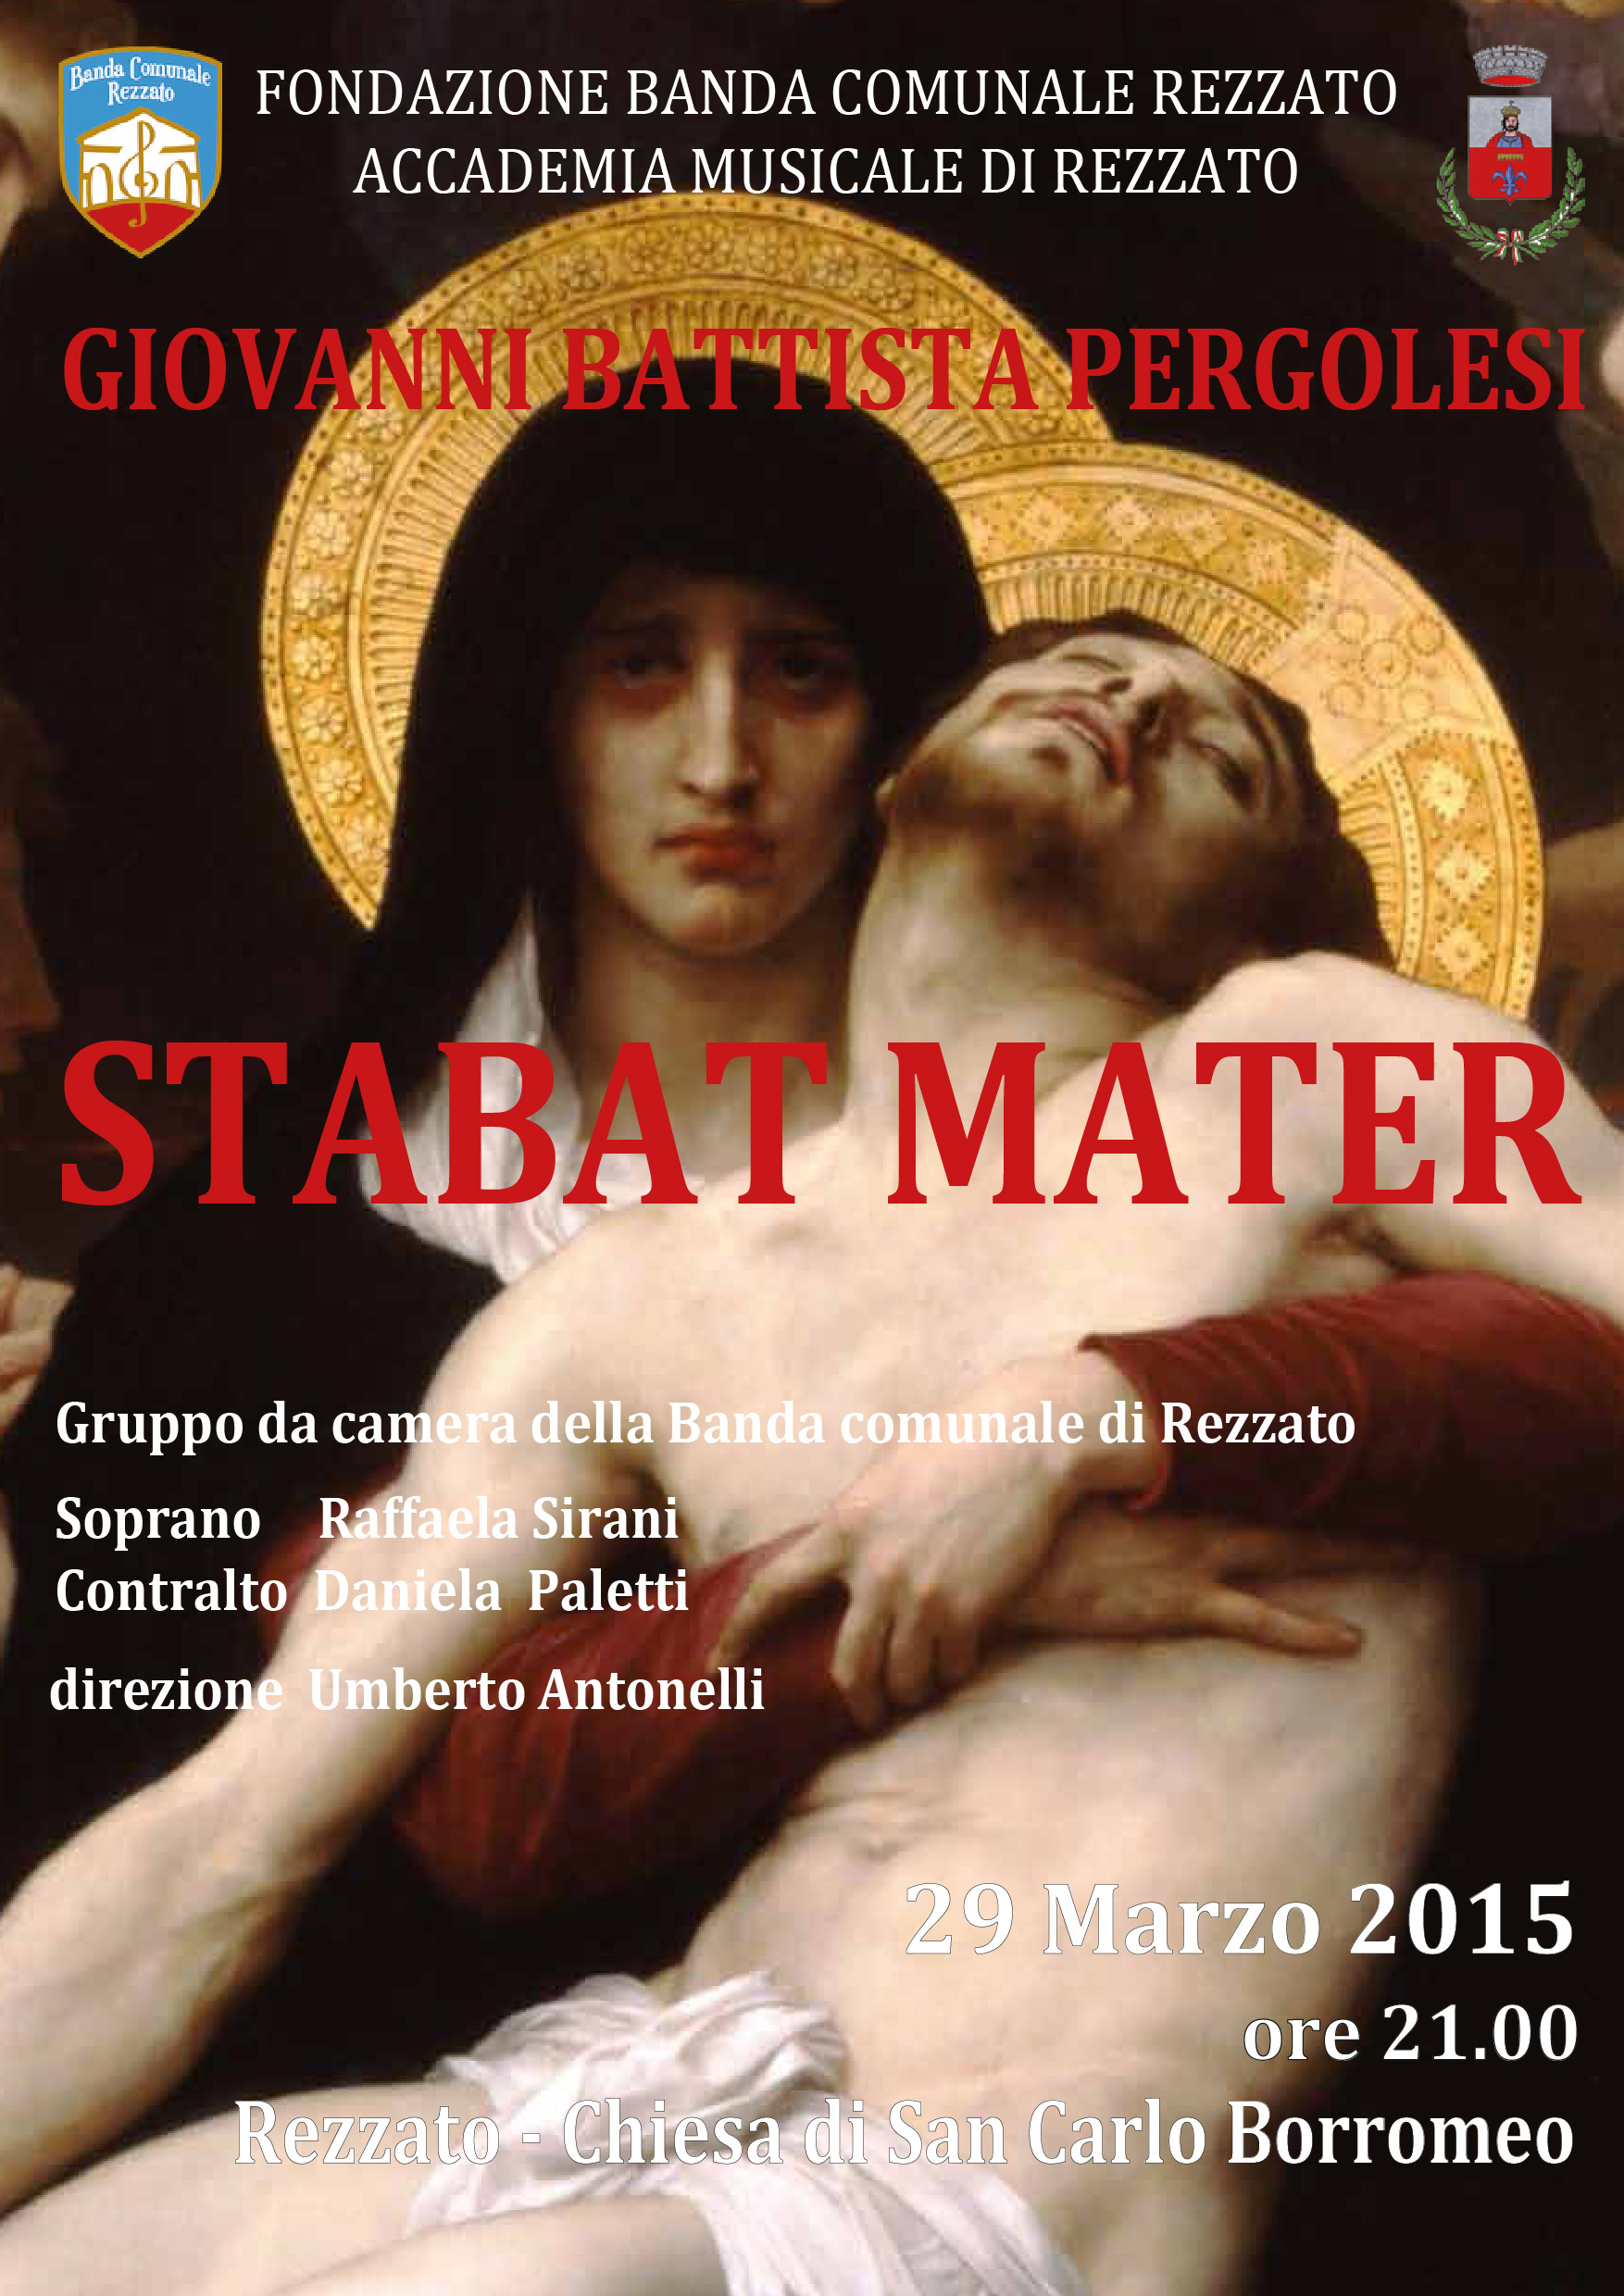 Banda Comunale
Rezzato
FONDAZIONE BANDA COMUNALE REZZATO
ACCADEMIA MUSICALE DI REZZATO
GIOVANNI BATTISTA PERGOLESI
STABAT MATER
Gruppo da camera della Banda comunale di Rezzato
Soprano Raffaela Sirani
Contralto Daniela Paletti
direzione Umberto Antonelli
29 Marzo 2015
ore 21.00
Rezzato - Chiesa di San Carlo Borromeo